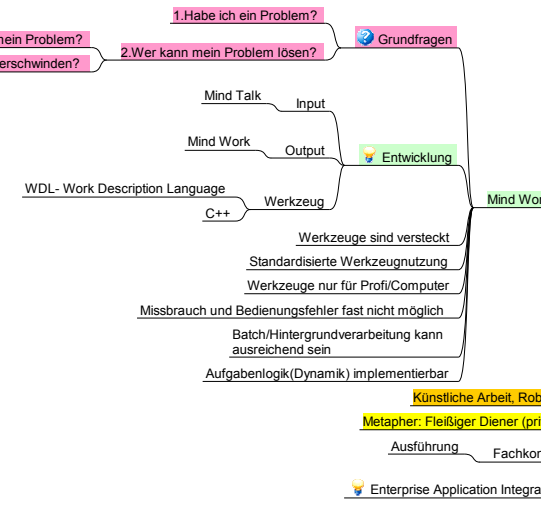 1.Habe ich ein Problem?
mein Problem?
2.Wer kann mein Problem lösen?
Grundfragen
verschwinden?
Mind Talk
Input
Mind Work
Output
Entwicklung
WDL- Work Description Language
Werkzeug
C++
Mind Wor
Werkzeuge sind versteckt
Standardisierte Werkzeugnutzung
Werkzeuge nur für Profi/Computer
Missbrauch und Bedienungsfehler fast nicht möglich
Batch/Hintergrundverarbeitung kann
ausreichend sein
Aufgabenlogik(Dynamik) implementierbar
Künstliche Arbeit, Rob
Metapher: Fleißiger Diener (pri
Ausführung
Fachkor
Enterprise Application Integra